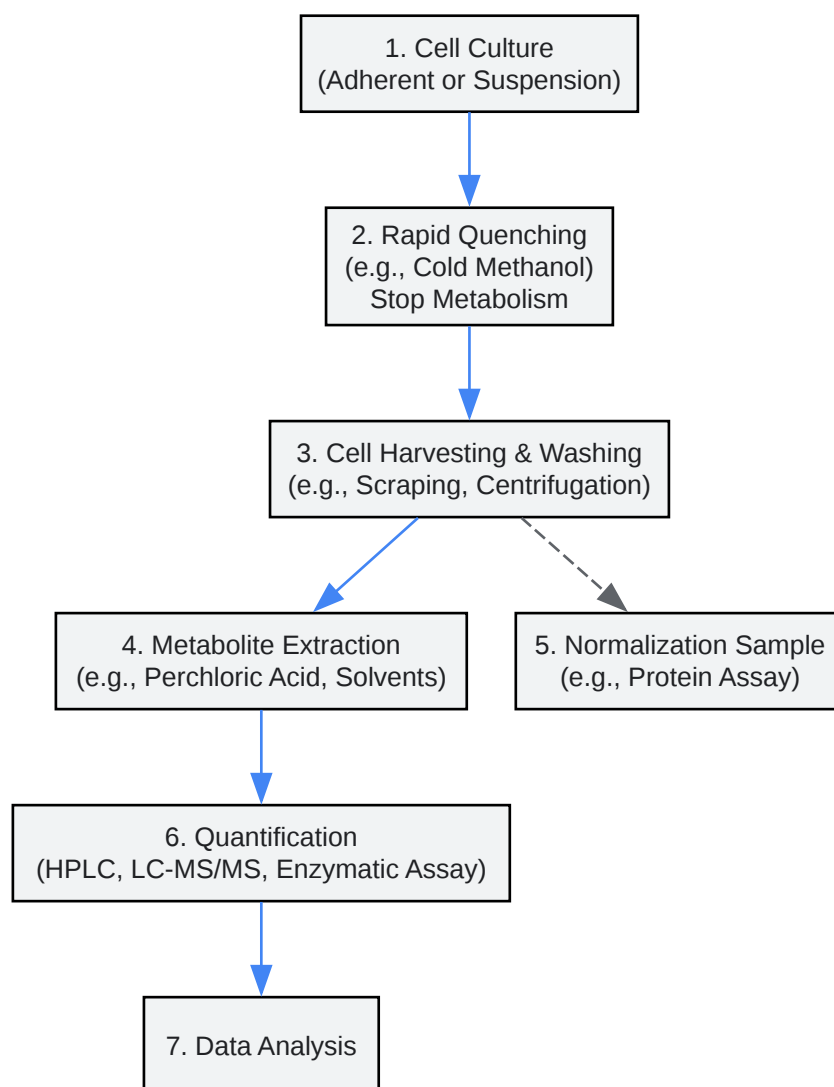 1. Cell Culture
(Adherent or Suspension)
2. Rapid Quenching
(e.g., Cold Methanol)
Stop Metabolism
3. Cell Harvesting & Washing
(e.g., Scraping, Centrifugation)
4. Metabolite Extraction
(e.g., Perchloric Acid, Solvents)
5. Normalization Sample
(e.g., Protein Assay)
6. Quantification
(HPLC, LC-MS/MS, Enzymatic Assay)
7. Data Analysis